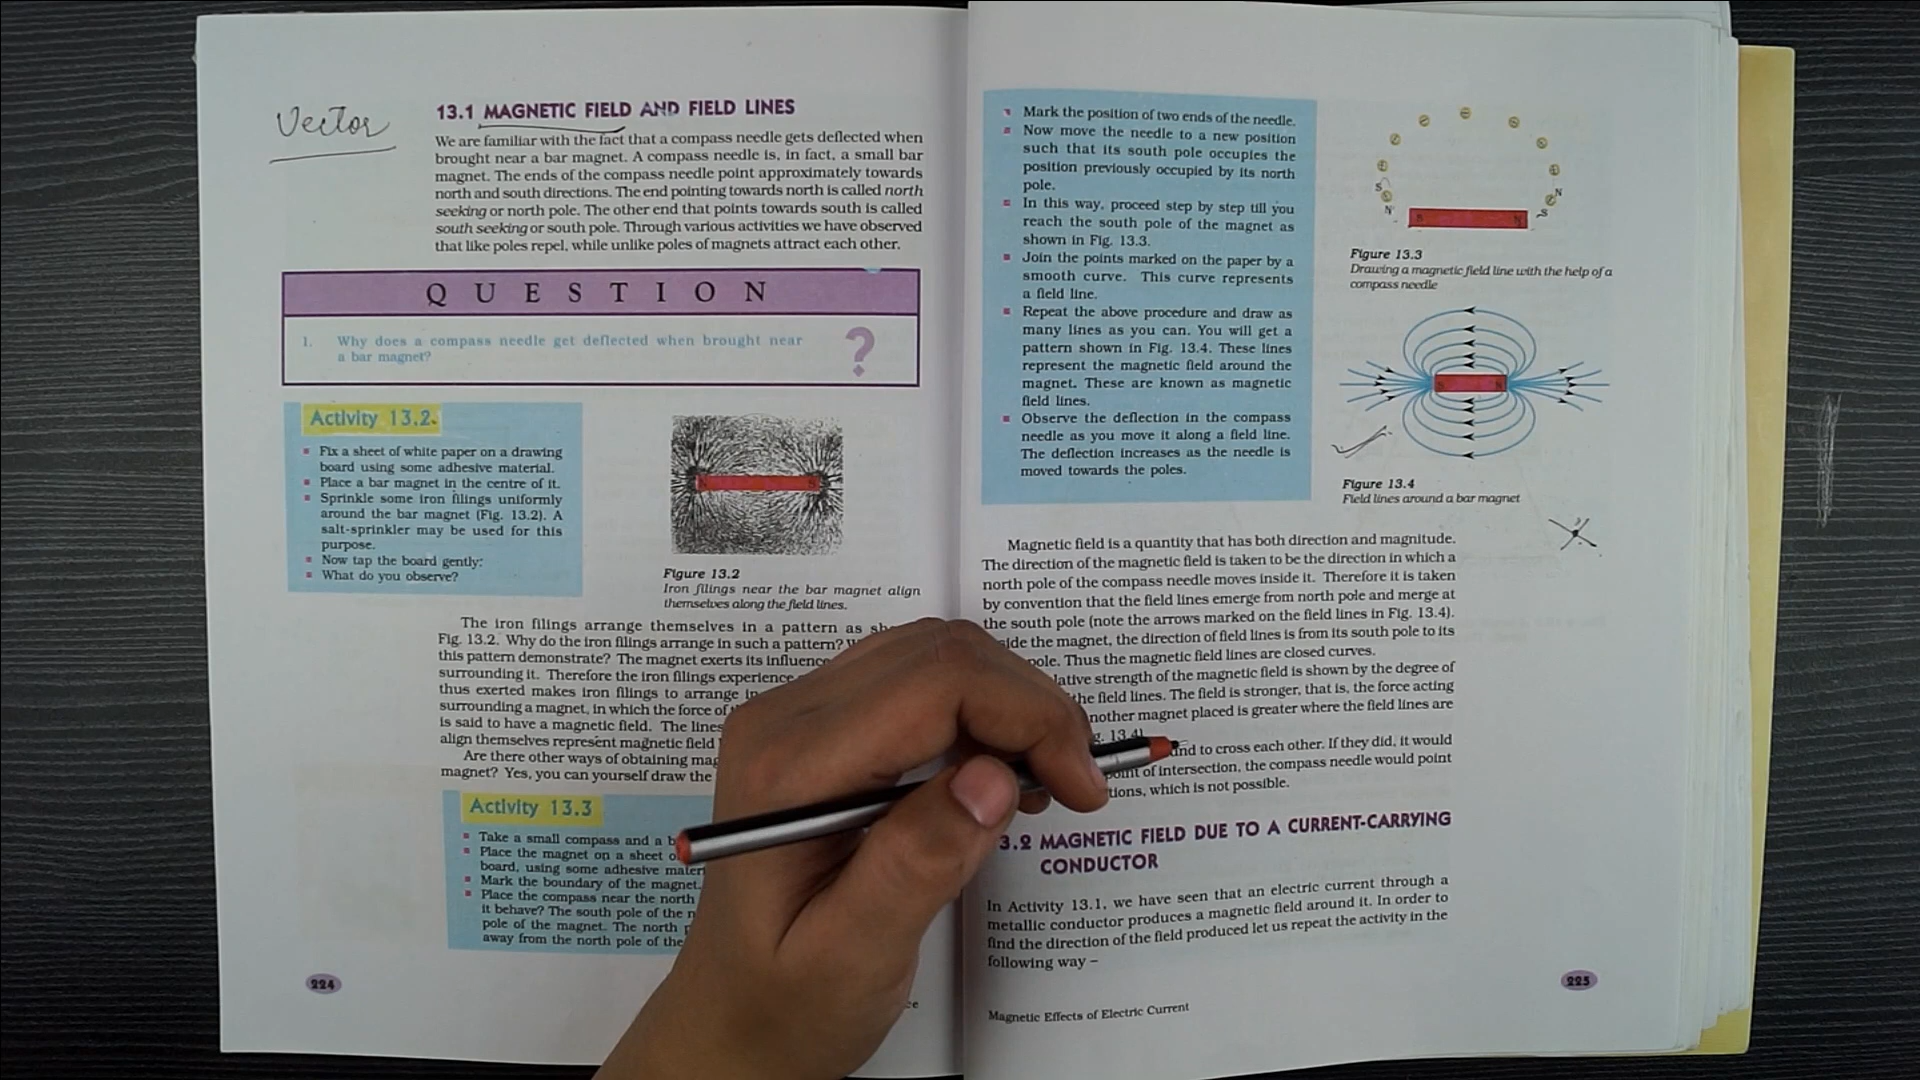 Vector
13.1 MAGNETIC FIELD AND FIELD LINES
We are familiar with the fact that a compass needle gets deflected when
brought near a bar magnet. A compass needle is, in fact, a small bar
magnet. The ends of the compass needle point approximately towards
north and south directions. The end pointing towards north is called north
seeking or north pole. The other end that points towards south is called
south seeking or south pole. Through various activities we have observed
that like poles repel, while unlike poles of magnets attract each other.
QUESTION
1. Why does a compass needle get deflected when brought near
a bar magnet?
?
Activity 13.2
Fix a sheet of white paper on a drawing
board using some adhesive material.
Place a bar magnet in the centre of it.
Sprinkle some iron filings uniformly
around the bar magnet (Fig. 13.2). A
salt-sprinkler may be used for this
purpose.
Now tap the board gently.
What do you observe?
N S
Figure 13.2
Iron filings near the bar magnet align
themselves along the field lines.
The iron filings arrange themselves in a pattern as
Fig. 13.2. Why do the iron filings arrange in such a pattern?
this pattern demonstrate? The magnet exerts its influence
surrounding it. Therefore the iron filings experience
thus exerted makes iron filings to arrange in
surrounding a magnet, in which the force of
is said to have a magnetic field. The lines
align themselves represent magnetic field
Are there other ways of obtaining
magnet? Yes, you can yourself draw the
Activity 13.3
Take a small compass and a
Place the magnet on a sheet
board, using some adhesive
Mark the boundary of the magnet.
Place the compass near the north
it behave? The south pole of the
pole of the magnet. The north
away from the north pole of the
224
Mark the position of two ends of the needle.
Now move the needle to a new position
such that its south pole occupies the
position previously occupied by its north
pole.
In this way, proceed step by step till you
reach the south pole of the magnet as
shown in Fig. 13.3.
Join the points marked on the paper by a
smooth curve. This curve represents
a field line.
Repeat the above procedure and draw as
many lines as you can. You will get a
pattern shown in Fig. 13.4. These lines
represent the magnetic field around the
magnet. These are known as magnetic
field lines.
Observe the deflection in the compass
needle as you move it along a field line.
The deflection increases as the needle is
moved towards the poles.
S N
N S
S N
Figure 13.3
Drawing a magnetic field line with the help of a
compass needle
S N
Figure 13.4
Field lines around a bar magnet
Magnetic field is a quantity that has both direction and magnitude.
The direction of the magnetic field is taken to be the direction in which a
north pole of the compass needle moves inside it. Therefore it is taken
by convention that the field lines emerge from north pole and merge at
the south pole (note the arrows marked on the field lines in Fig. 13.4).
the magnet, the direction of field lines is from its south pole to its
pole. Thus the magnetic field lines are closed curves.
strength of the magnetic field is shown by the degree of
the field lines. The field is stronger, that is, the force acting
another magnet placed is greater where the field lines are
13.4).
to cross each other. If they did, it would
point of intersection, the compass needle would point
which is not possible.
3.2 MAGNETIC FIELD DUE TO A CURRENT-CARRYING
CONDUCTOR
In Activity 13.1, we have seen that an electric current through a
metallic conductor produces a magnetic field around it. In order to
find the direction of the field produced let us repeat the activity in the
following way –
Magnetic Effects of Electric Current
225